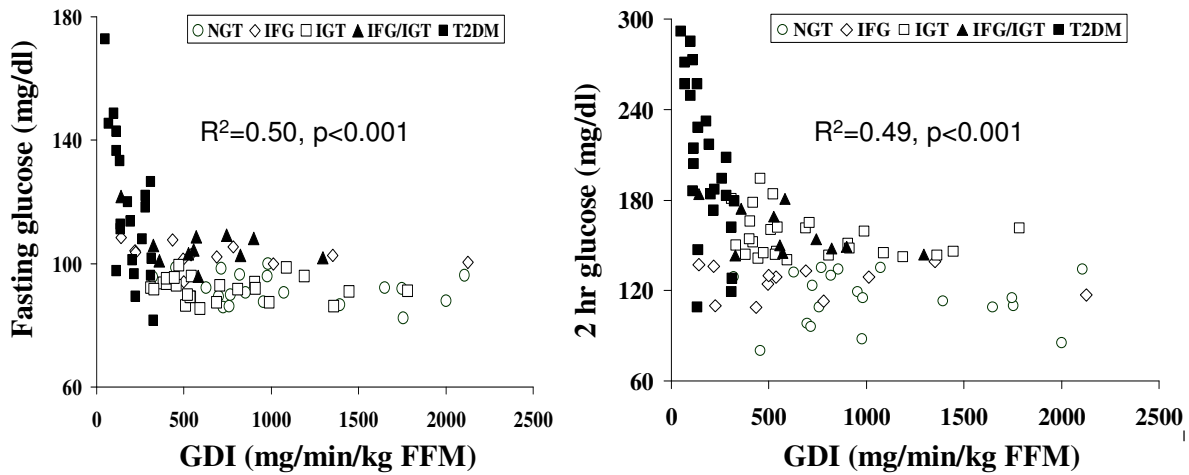 NGT IFG IGT IFG/IGT T2DM
Fasting glucose (mg/dl)
180
140
100
60
R²=0.50, p<0.001
0 500 1000 1500 2000 2500
GDI (mg/min/kg FFM)
NGT IFG IGT IFG/IGT T2DM
2 hr glucose (mg/dl)
300
240
180
120
60
R²=0.49, p<0.001
0 500 1000 1500 2000 2500
GDI (mg/min/kg FFM)